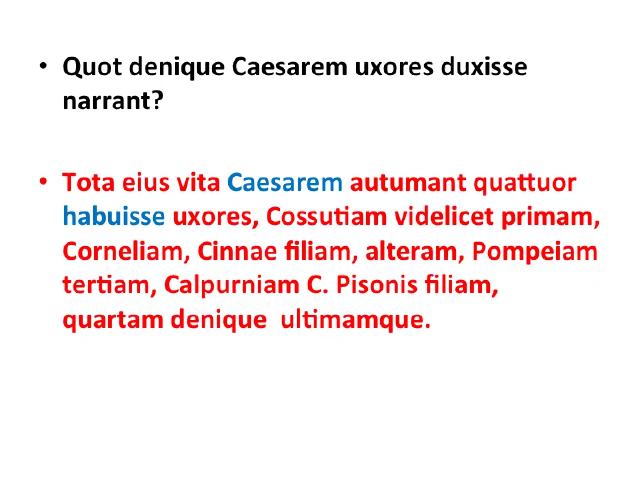 • Quot denique Caesarem uxores duxisse
narrant?
• Tota eius vita Caesarem autumant quattuor
habuisse uxores, Cossutiam videlicet primam,
Corneliam, Cinnae filiam, alteram, Pompeiam
tertiam, Calpurniam C. Pisonis filiam,
quartam denique ultimamque.